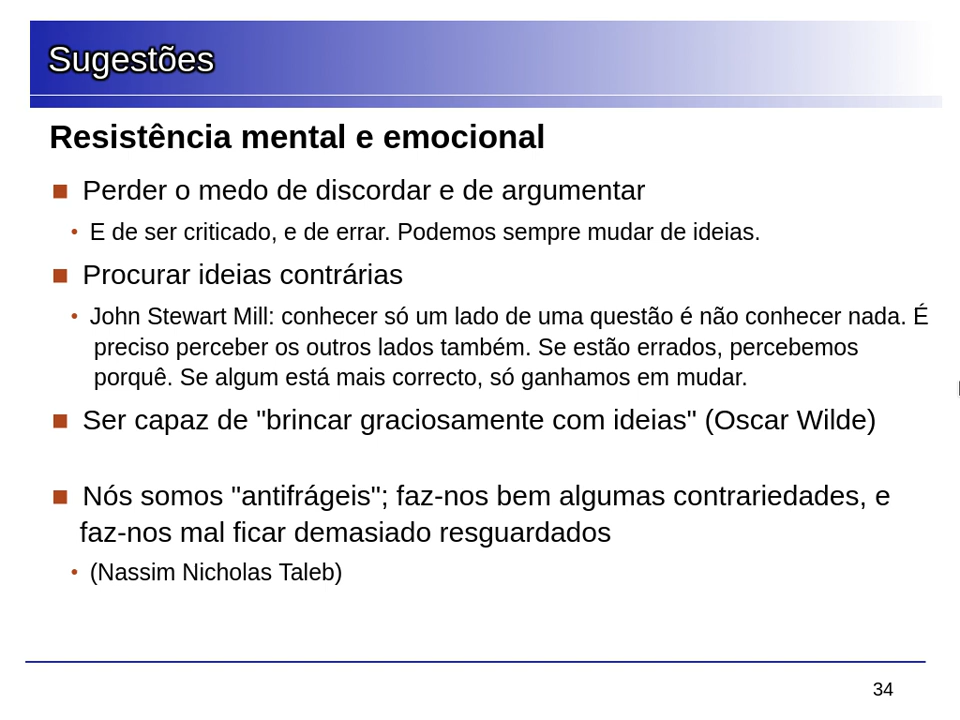 Sugestões
Resistência mental e emocional
■ Perder o medo de discordar e de argumentar
• E de ser criticado, e de errar. Podemos sempre mudar de ideias.
■ Procurar ideias contrárias
• John Stewart Mill: conhecer só um lado de uma questão é não conhecer nada. É
preciso perceber os outros lados também. Se estão errados, percebemos
porquê. Se algum está mais correcto, só ganhamos em mudar.
■ Ser capaz de "brincar graciosamente com ideias" (Oscar Wilde)
■ Nós somos "antifrágeis"; faz-nos bem algumas contrariedades, e
faz-nos mal ficar demasiado resguardados
• (Nassim Nicholas Taleb)
34